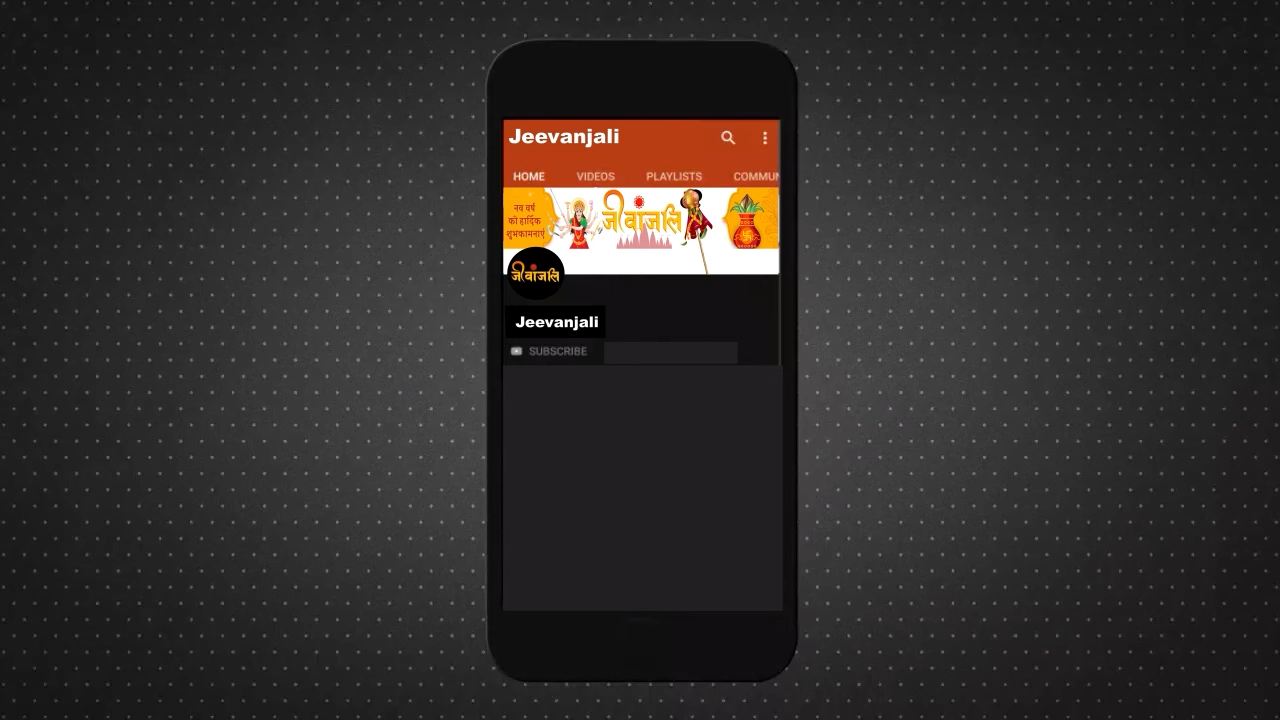 Jeevanjali
HOME VIDEOS PLAYLISTS COMMUN
नव वर्ष
की हार्दिक
शुभकामनाएं
जीवांजलि
जीवांजलि
Jeevanjali
SUBSCRIBE